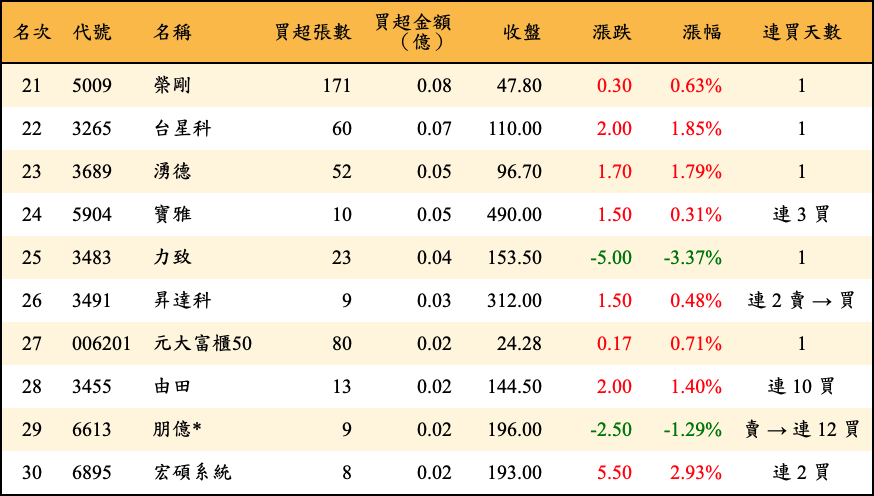 名次 代號 名稱 買超張數 買超金額（億） 收盤 漲跌 漲幅 連買天數
21 5009 榮剛 171 0.08 47.80 0.30 0.63% 1
22 3265 台星科 60 0.07 110.00 2.00 1.85% 1
23 3689 湧德 52 0.05 96.70 1.70 1.79% 1
24 5904 寶雅 10 0.05 490.00 1.50 0.31% 連 3 買
25 3483 力致 23 0.04 153.50 -5.00 -3.37% 1
26 3491 昇達科 9 0.03 312.00 1.50 0.48% 連 2 賣 → 買
27 006201 元大富櫃50 80 0.02 24.28 0.17 0.71% 1
28 3455 由田 13 0.02 144.50 2.00 1.40% 連 10 買
29 6613 朋億* 9 0.02 196.00 -2.50 -1.29% 賣 → 連 12 買
30 6895 宏碩系統 8 0.02 193.00 5.50 2.93% 連 2 買